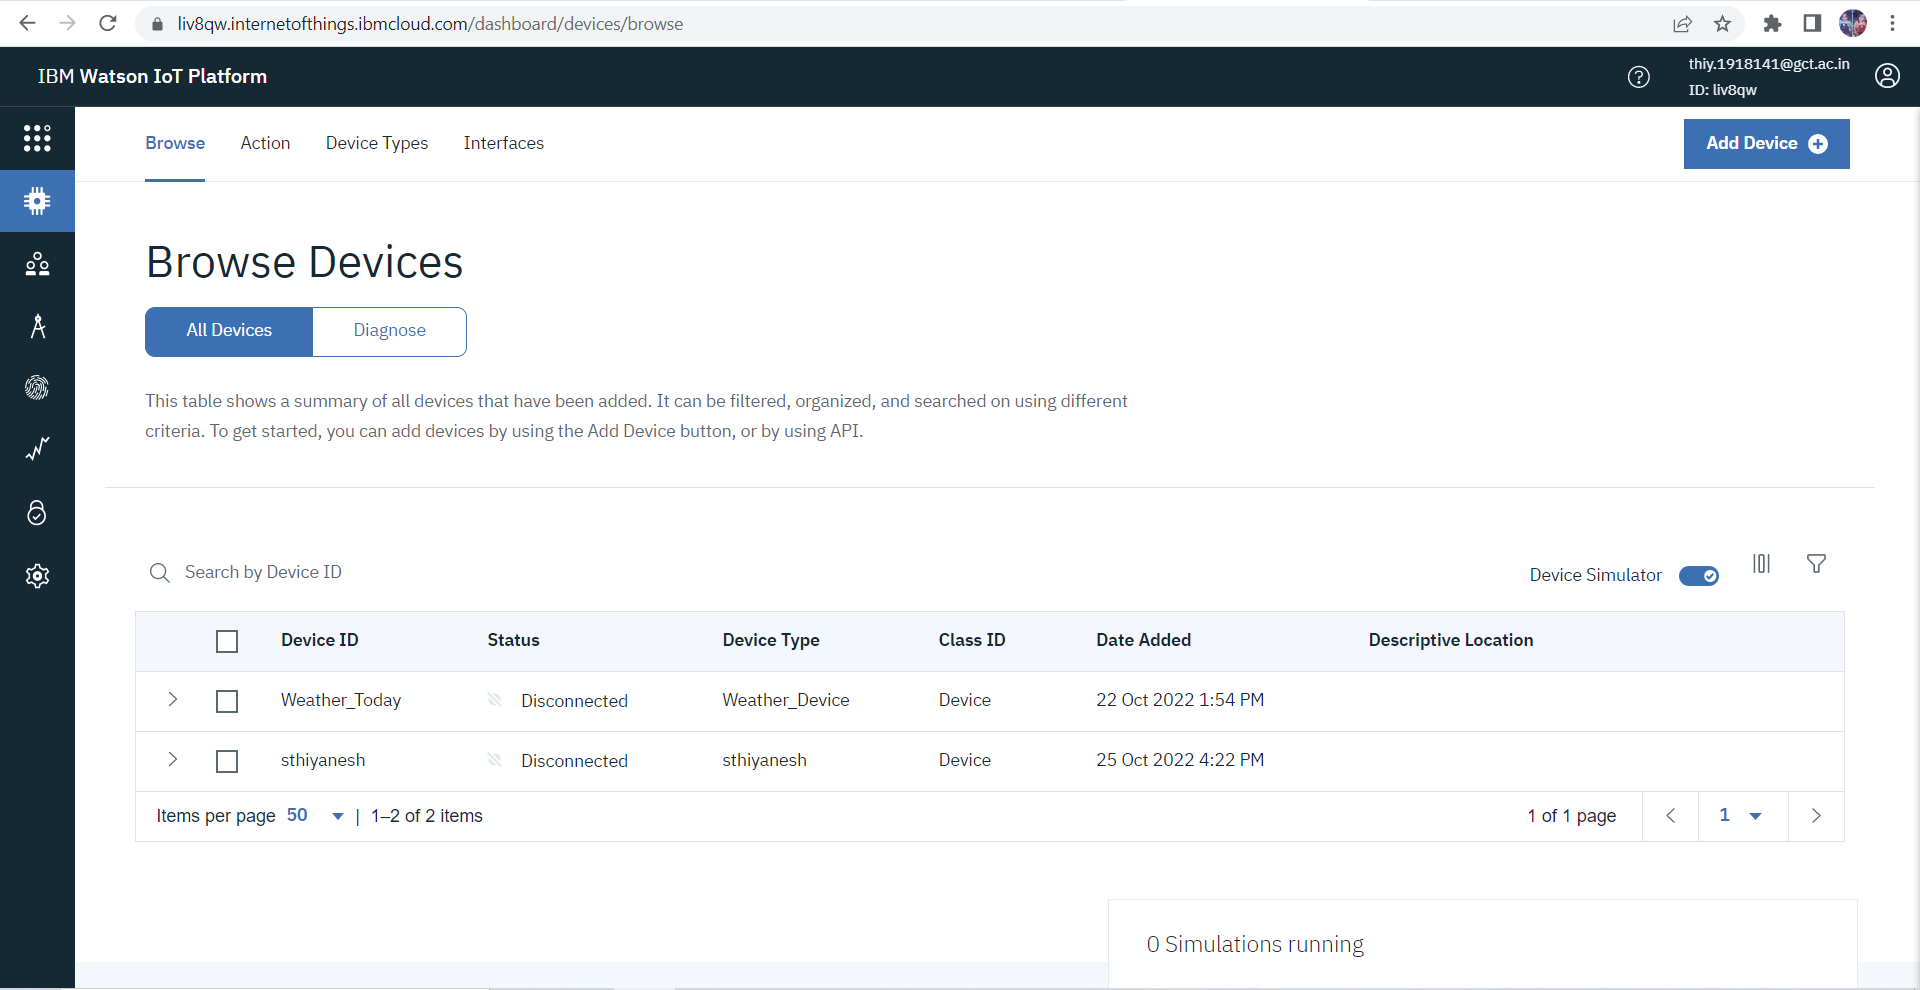 liv8qw.internetofthings.ibmcloud.com/dashboard/devices/browse
IBM Watson IoT Platform
thiy.1918141@gct.ac.in
ID: liv8qw
Browse Action Device Types Interfaces
Add Device
Browse Devices
All Devices Diagnose
This table shows a summary of all devices that have been added. It can be filtered, organized, and searched on using different
criteria. To get started, you can add devices by using the Add Device button, or by using API.
Search by Device ID
Device Simulator
Device ID Status Device Type Class ID Date Added Descriptive Location
Weather_Today Disconnected Weather_Device Device 22 Oct 2022 1:54 PM
sthiyanesh Disconnected sthiyanesh Device 25 Oct 2022 4:22 PM
Items per page 50 | 1–2 of 2 items 1 of 1 page 1
0 Simulations running